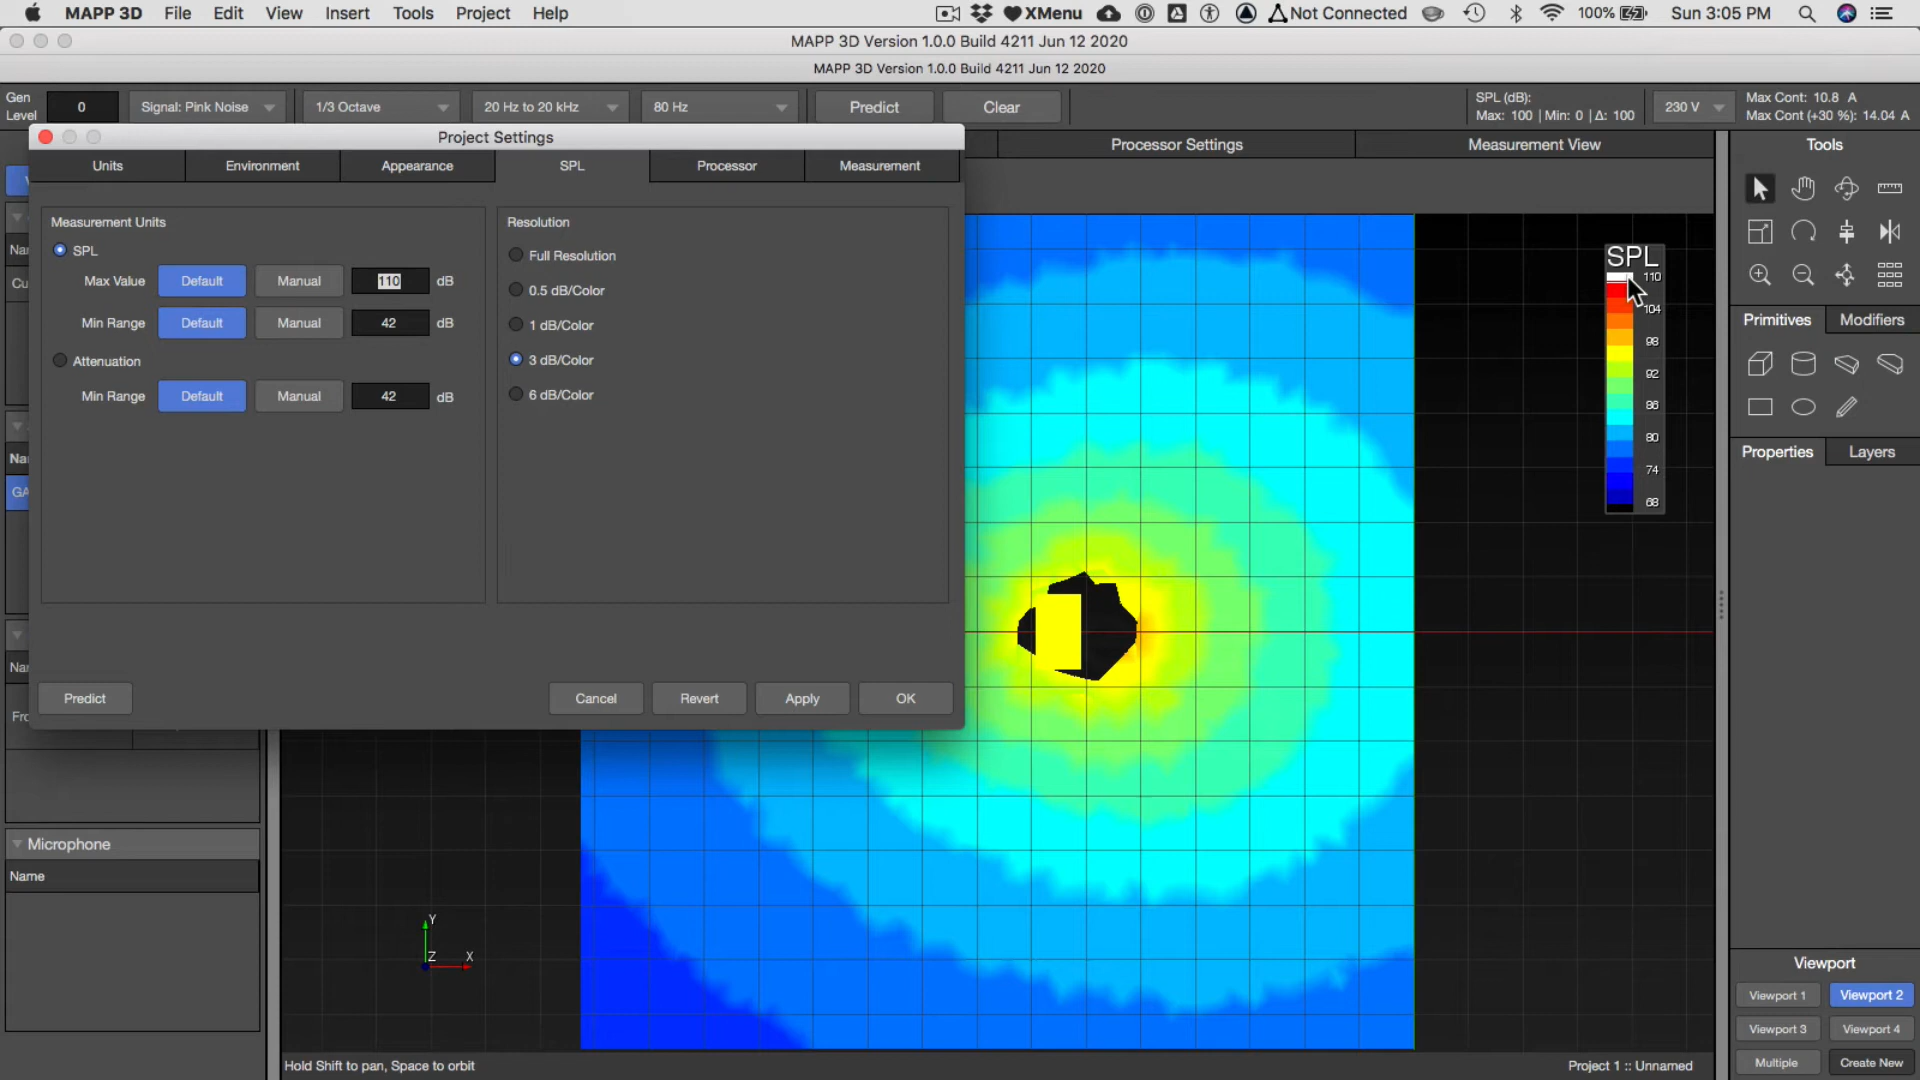 MAPP 3D File Edit View Insert Tools Project Help XMenu Not Connected 100% Sun 3:05 PM
MAPP 3D Version 1.0.0 Build 4211 Jun 12 2020
MAPP 3D Version 1.0.0 Build 4211 Jun 12 2020
Gen Level 0 Signal: Pink Noise 1/3 Octave 20 Hz to 20 kHz 80 Hz Predict Clear
SPL (dB):
Max: 100 | Min: 0 | Δ: 100
230 V
Max Cont: 10.8 A
Max Cont (+30 %): 14.04 A
Project Settings
Processor Settings Measurement View Tools
Units Environment Appearance SPL Processor Measurement
Measurement Units
SPL
Max Value Default Manual 110 dB
Min Range Default Manual 42 dB
Attenuation
Min Range Default Manual 42 dB
Resolution
Full Resolution
0.5 dB/Color
1 dB/Color
3 dB/Color
6 dB/Color
Predict Cancel Revert Apply OK
SPL
110
104
98
92
86
80
74
68
Primitives Modifiers
Properties Layers
Microphone
Name
Y
Z X
Hold Shift to pan, Space to orbit
Project 1 :: Unnamed
Viewport
Viewport 1 Viewport 2
Viewport 3 Viewport 4
Multiple Create New